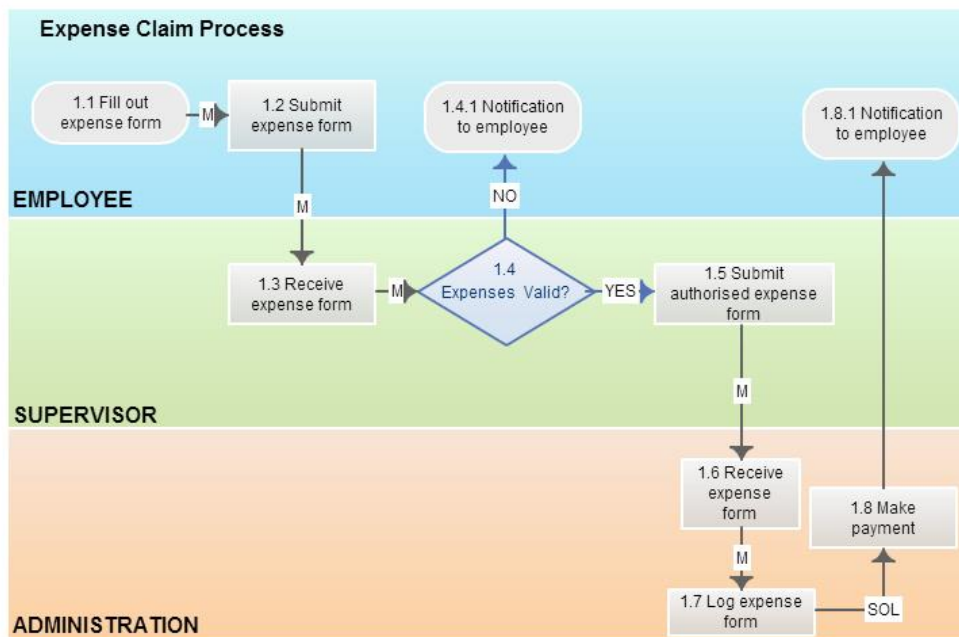 Expense Claim Process
1.1 Fill out
expense form
M
1.2 Submit
expense form
1.4.1 Notification
to employee
1.8.1 Notification
to employee
NO
M
EMPLOYEE
1.3 Receive
expense form
M
1.4
Expenses Valid?
YES
1.5 Submit
authorised expense
form
M
SUPERVISOR
1.6 Receive
expense
form
M
1.8 Make
payment
1.7 Log expense
form
SOL
ADMINISTRATION